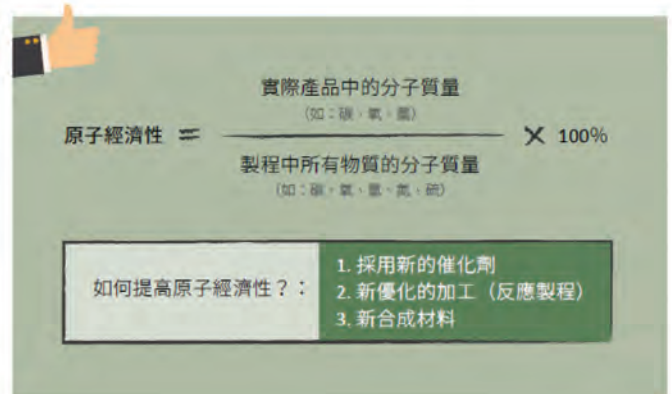 實際產品中的分子質量
(如：碳、氧、氫)
原子經濟性 = × 100%
製程中所有物質的分子質量
(如：碳、氧、氫、氮、硫)
如何提高原子經濟性？：
1. 採用新的催化劑
2. 新優化的加工（反應製程）
3. 新合成材料